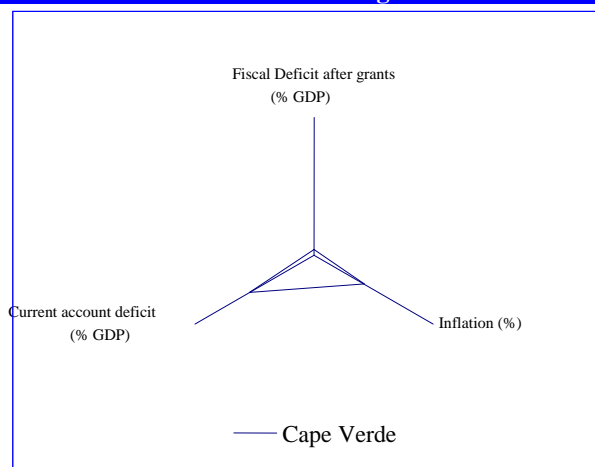 Fiscal Deficit after grants
(% GDP)
Current account deficit
(% GDP)
Inflation (%)
Cape Verde